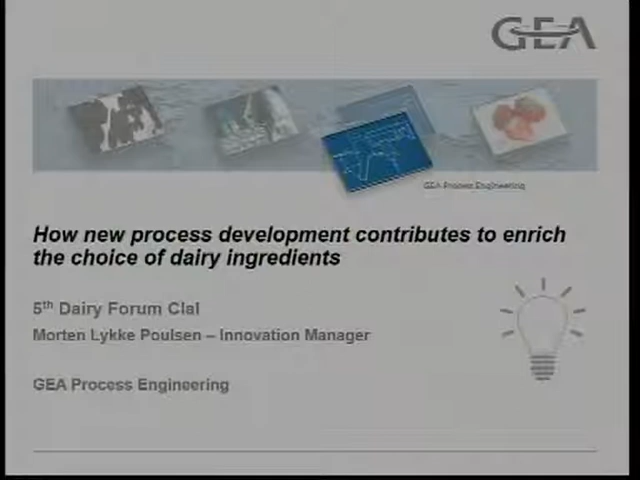 GEA
GEA Process Engineering
How new process development contributes to enrich
the choice of dairy ingredients
5th Dairy Forum Clal
Morten Lykke Poulsen – Innovation Manager
GEA Process Engineering